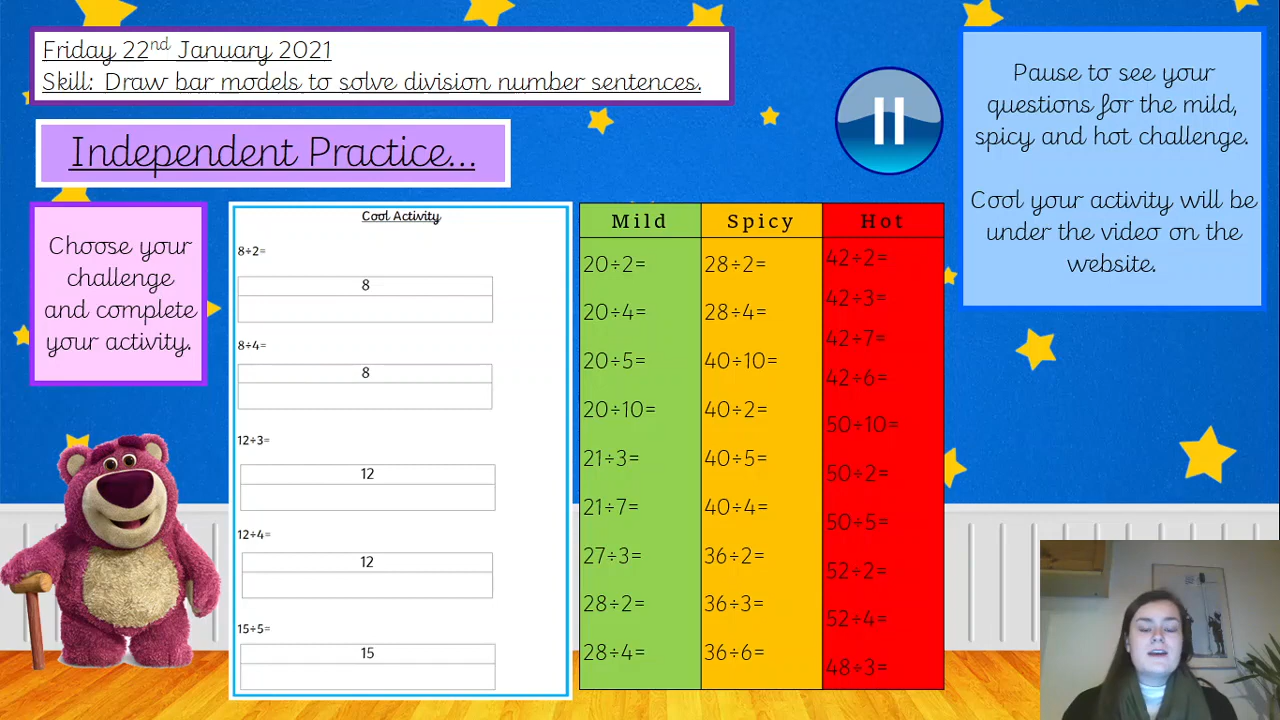 Friday 22nd January 2021
Skill: Draw bar models to solve division number sentences.
Independent Practice...
Pause to see your
questions for the mild,
spicy and hot challenge.
Cool your activity will be
under the video on the
website.
Choose your
challenge
and complete
your activity.
Cool Activity
8÷2=
8
8÷4=
8
12÷3=
12
12÷4=
12
15÷5=
15
Mild
20÷2=
20÷4=
20÷5=
20÷10=
21÷3=
21÷7=
27÷3=
28÷2=
28÷4=
Spicy
28÷2=
28÷4=
40÷10=
40÷2=
40÷5=
40÷4=
36÷2=
36÷3=
36÷6=
Hot
42÷2=
42÷3=
42÷7=
42÷6=
50÷10=
50÷2=
50÷5=
52÷2=
52÷4=
48÷3=